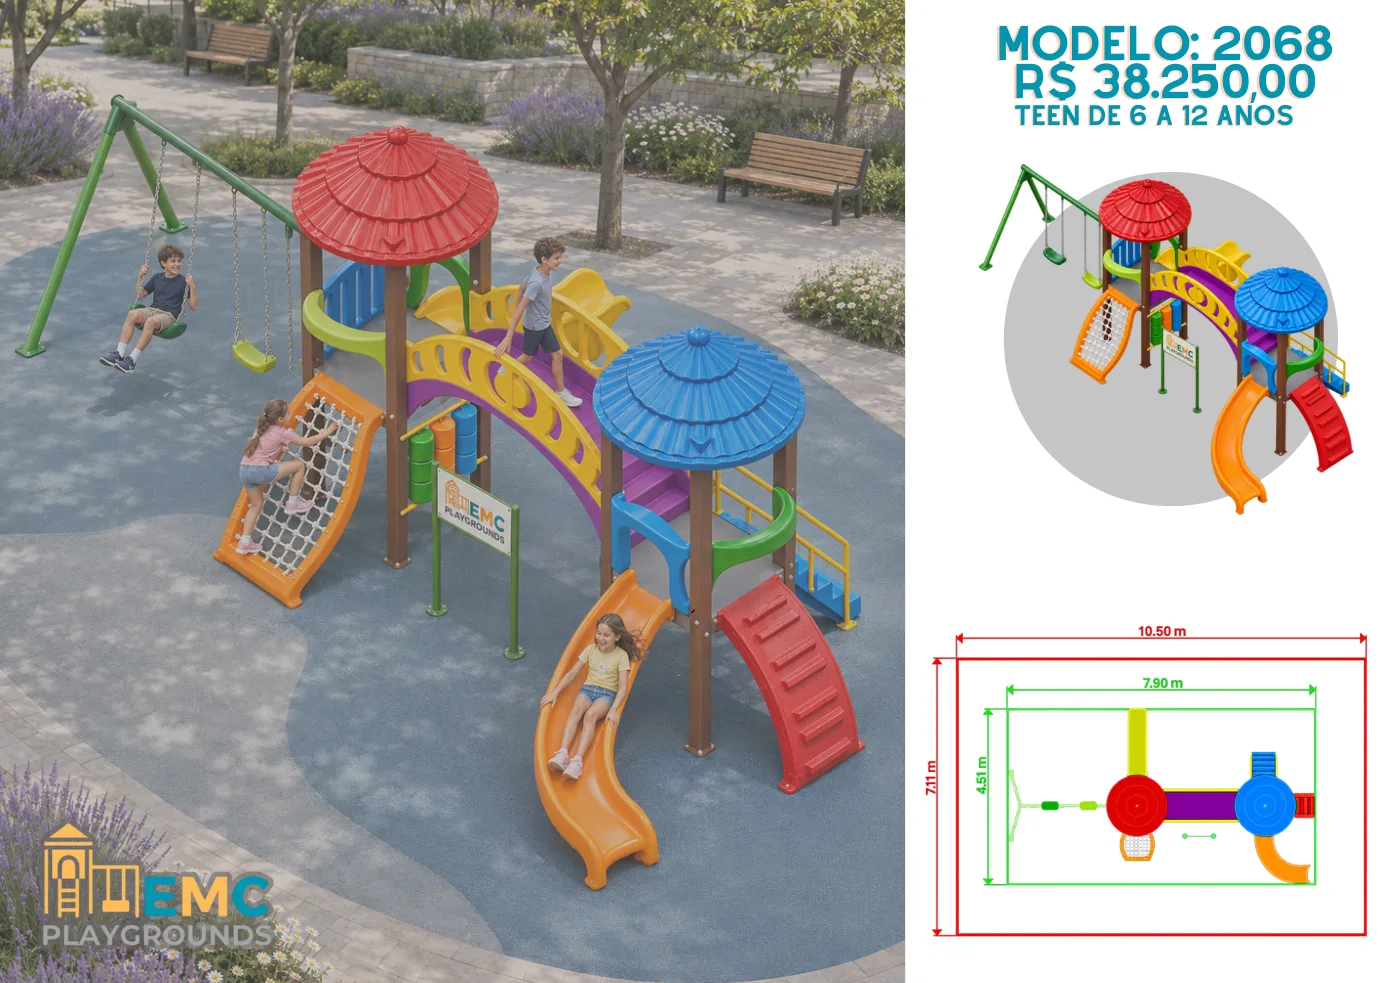 MODELO: 2068
R$ 38.250,00
TEEN DE 6 A 12 ANOS
EMC
PLAYGROUNDS
EMC
PLAYGROUNDS
10.50 m
7.90 m
7.11 m
4.51 m
EMC
PLAYGROUNDS